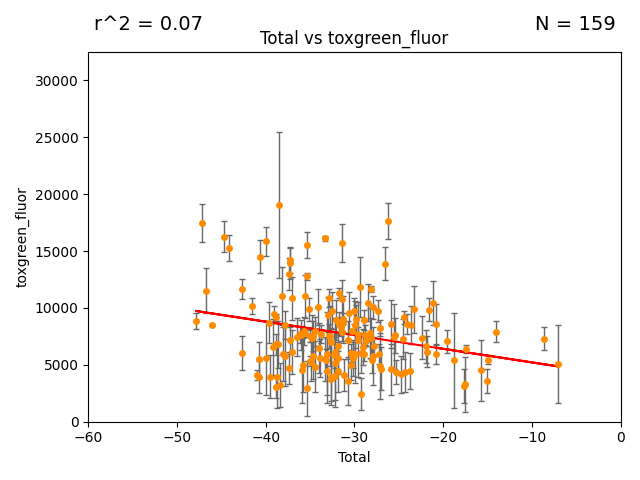 r^2 = 0.07
N = 159
Total vs toxgreen_fluor
30000
25000
20000
15000
10000
5000
0
toxgreen_fluor
−60
−50
−40
−30
−20
−10
0
Total